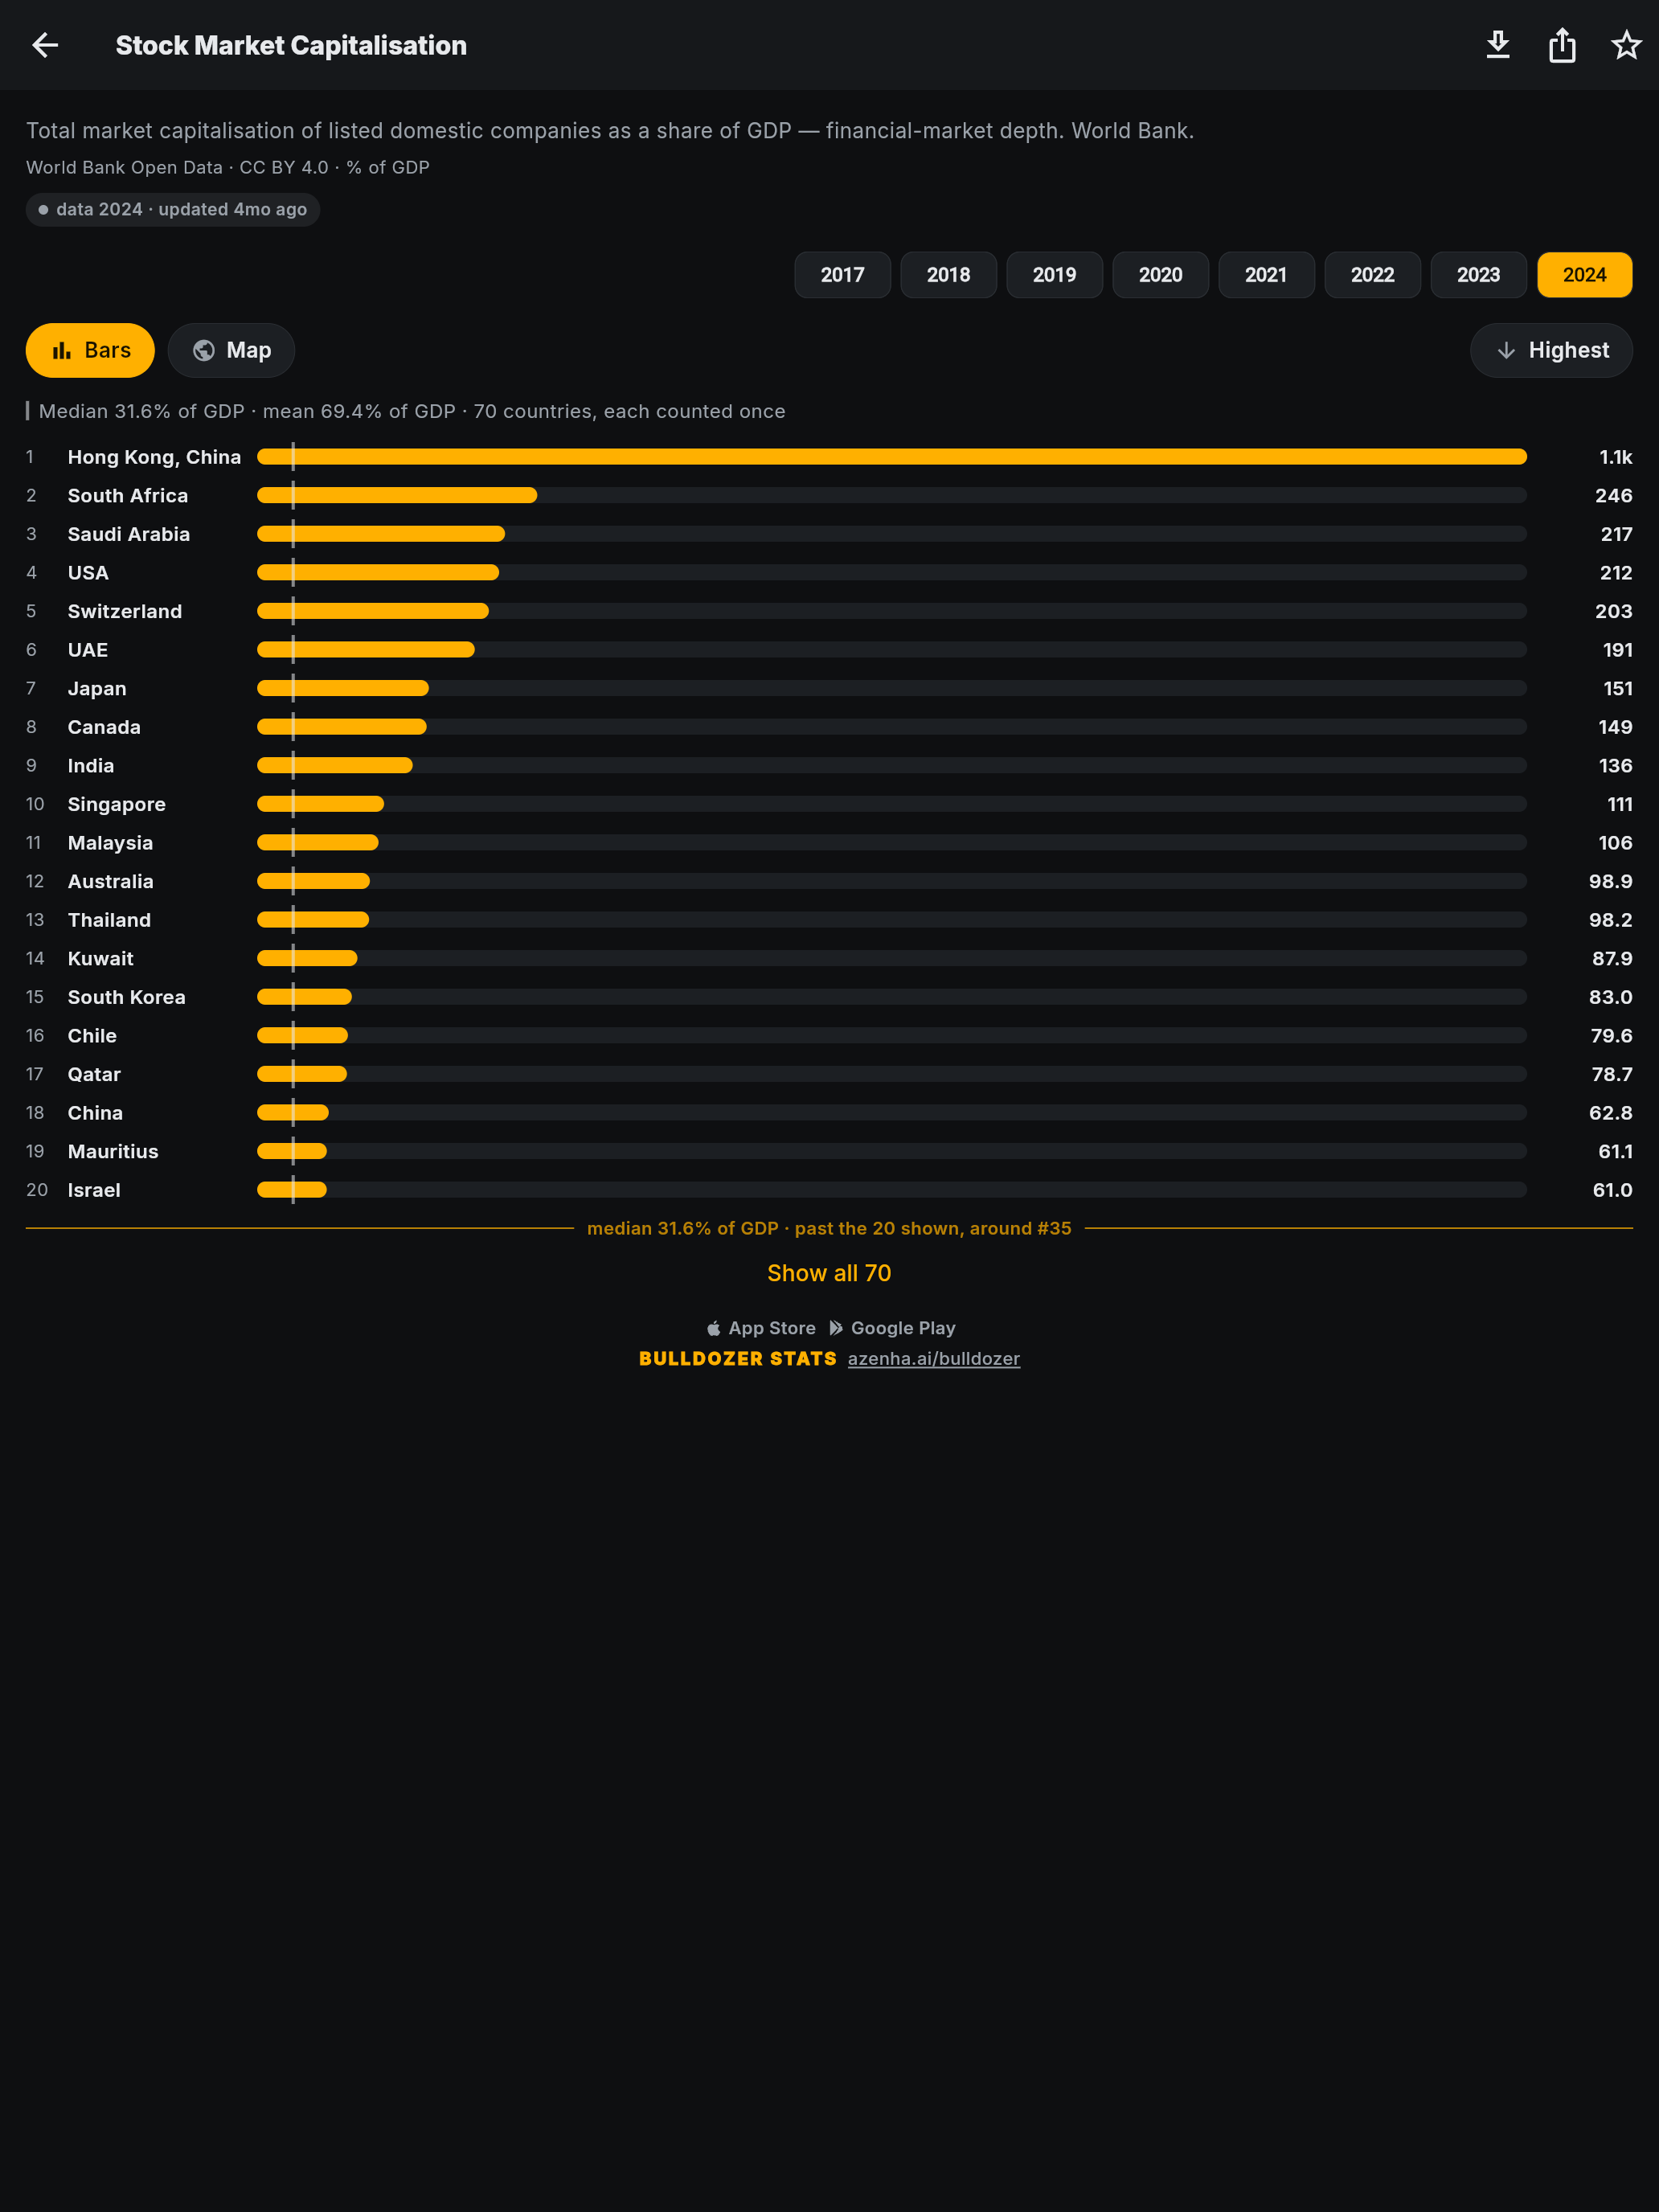 Stock Market Capitalisation
Total market capitalisation of listed domestic companies as a share of GDP — financial-market depth. World Bank.
World Bank Open Data · CC BY 4.0 · % of GDP
data 2024 · updated 4mo ago
2017 2018 2019 2020 2021 2022 2023 2024
Bars Map Highest
Median 31.6% of GDP · mean 69.4% of GDP · 70 countries, each counted once
1 Hong Kong, China 1.1k
2 South Africa 246
3 Saudi Arabia 217
4 USA 212
5 Switzerland 203
6 UAE 191
7 Japan 151
8 Canada 149
9 India 136
10 Singapore 111
11 Malaysia 106
12 Australia 98.9
13 Thailand 98.2
14 Kuwait 87.9
15 South Korea 83.0
16 Chile 79.6
17 Qatar 78.7
18 China 62.8
19 Mauritius 61.1
20 Israel 61.0
median 31.6% of GDP · past the 20 shown, around #35
Show all 70
App Store Google Play
BULLDOZER STATS azenha.ai/bulldozer